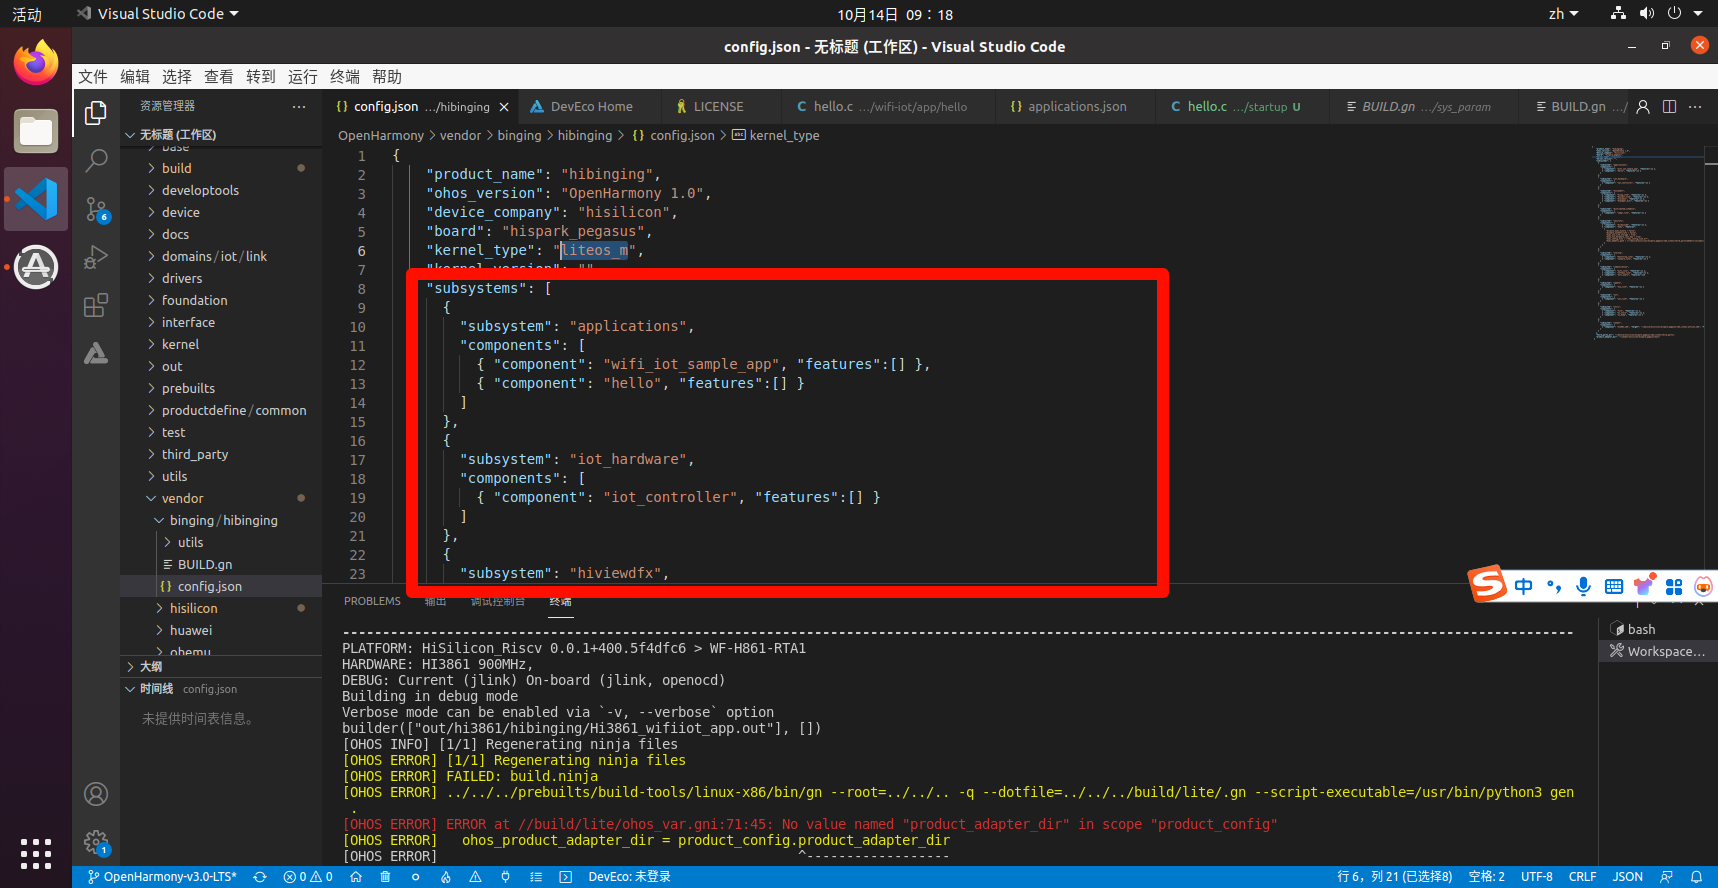 活动
Visual Studio Code
10月14日 09：18
zh
config.json - 无标题 (工作区) - Visual Studio Code
文件 编辑 选择 查看 转到 运行 终端 帮助
资源管理器
config.json .../hibinging
DevEco Home
LICENSE
hello.c .../wifi-iot/app/hello
applications.json
hello.c .../startup U
BUILD.gn .../sys_param
BUILD.gn .../
OpenHarmony > vendor > binging > hibinging > {} config.json > kernel_type
无标题 (工作区)
base
build
developtools
device
docs
domains/iot/link
drivers
foundation
interface
kernel
out
prebuilts
productdefine/common
test
third_party
utils
vendor
binging/hibinging
utils
BUILD.gn
config.json
hisilicon
huawei
ohemu
大纲
时间线 config.json
未提供时间表信息。
6
1
1 {
2 "product_name": "hibinging",
3 "ohos_version": "OpenHarmony 1.0",
4 "device_company": "hisilicon",
5 "board": "hispark_pegasus",
6 "kernel_type": "liteos_m",
7 "kernel_version": ""
8 "subsystems": [
9 {
10 "subsystem": "applications",
11 "components": [
12 { "component": "wifi_iot_sample_app", "features":[] },
13 { "component": "hello", "features":[] }
14 ]
15 },
16 {
17 "subsystem": "iot_hardware",
18 "components": [
19 { "component": "iot_controller", "features":[] }
20 ]
21 },
22 {
23 "subsystem": "hiviewdfx",
中
PROBLEMS 输出 调试控制台 终端
PLATFORM: HiSilicon_Riscv 0.0.1+400.5f4dfc6 > WF-H861-RTA1
HARDWARE: HI3861 900MHz,
DEBUG: Current (jlink) On-board (jlink, openocd)
Building in debug mode
Verbose mode can be enabled via `-v, --verbose` option
builder(["out/hi3861/hibinging/Hi3861_wifiiot_app.out"], [])
[OHOS INFO] [1/1] Regenerating ninja files
[OHOS ERROR] [1/1] Regenerating ninja files
[OHOS ERROR] FAILED: build.ninja
[OHOS ERROR] ../../../prebuilts/build-tools/linux-x86/bin/gn --root=../../.. -q --dotfile=../../../build/lite/.gn --script-executable=/usr/bin/python3 gen
.
[OHOS ERROR] ERROR at //build/lite/ohos_var.gni:71:45: No value named "product_adapter_dir" in scope "product_config"
[OHOS ERROR] ohos_product_adapter_dir = product_config.product_adapter_dir
[OHOS ERROR] ^------------------
bash
Workspace...
OpenHarmony-v3.0-LTS* 0 0 DevEco: 未登录 行 6，列 21 (已选择8) 空格: 2 UTF-8 CRLF JSON